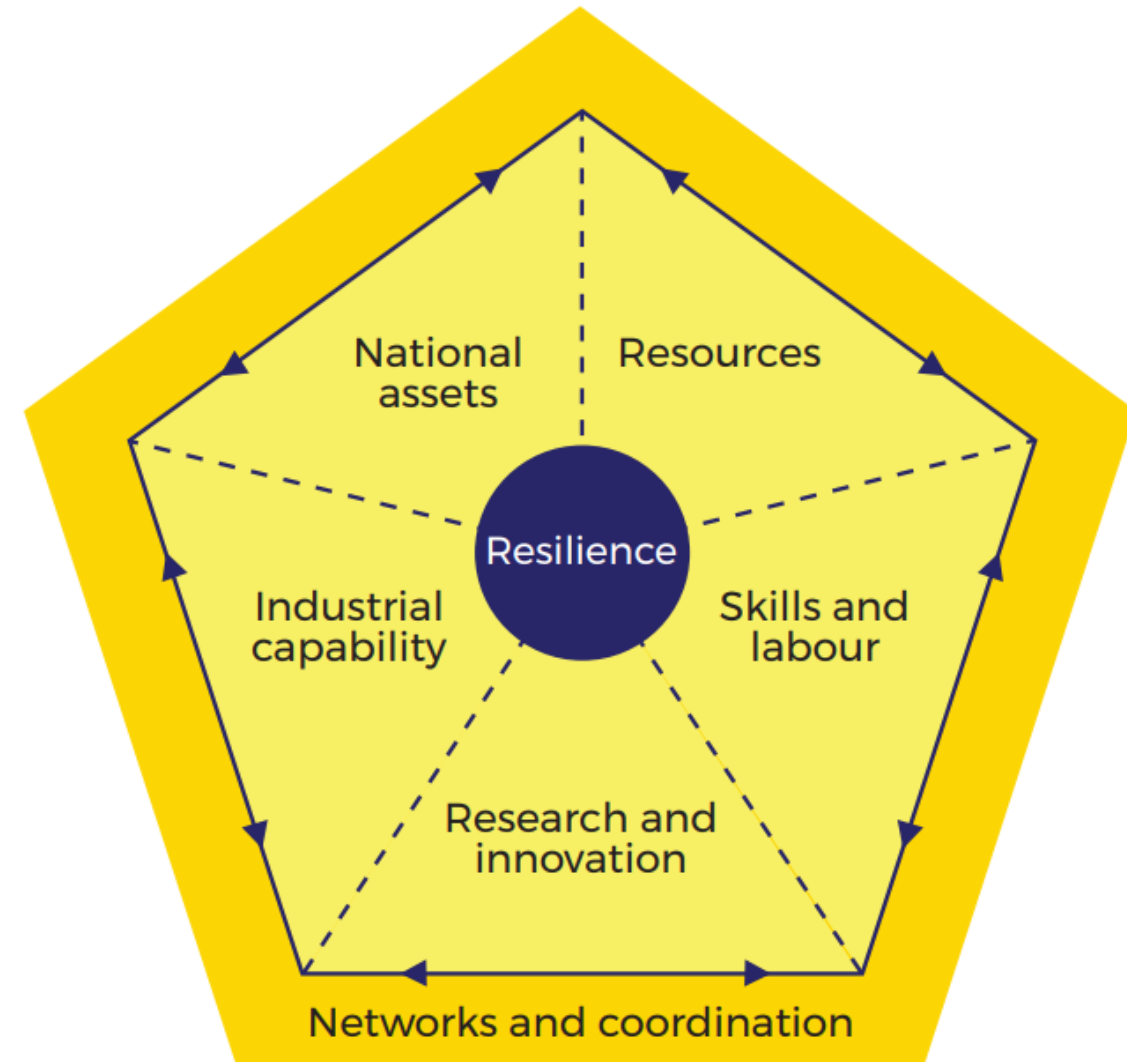 National
assets
Resources
Resilience
Industrial
capability
Skills and
labour
Research and
innovation
Networks and coordination